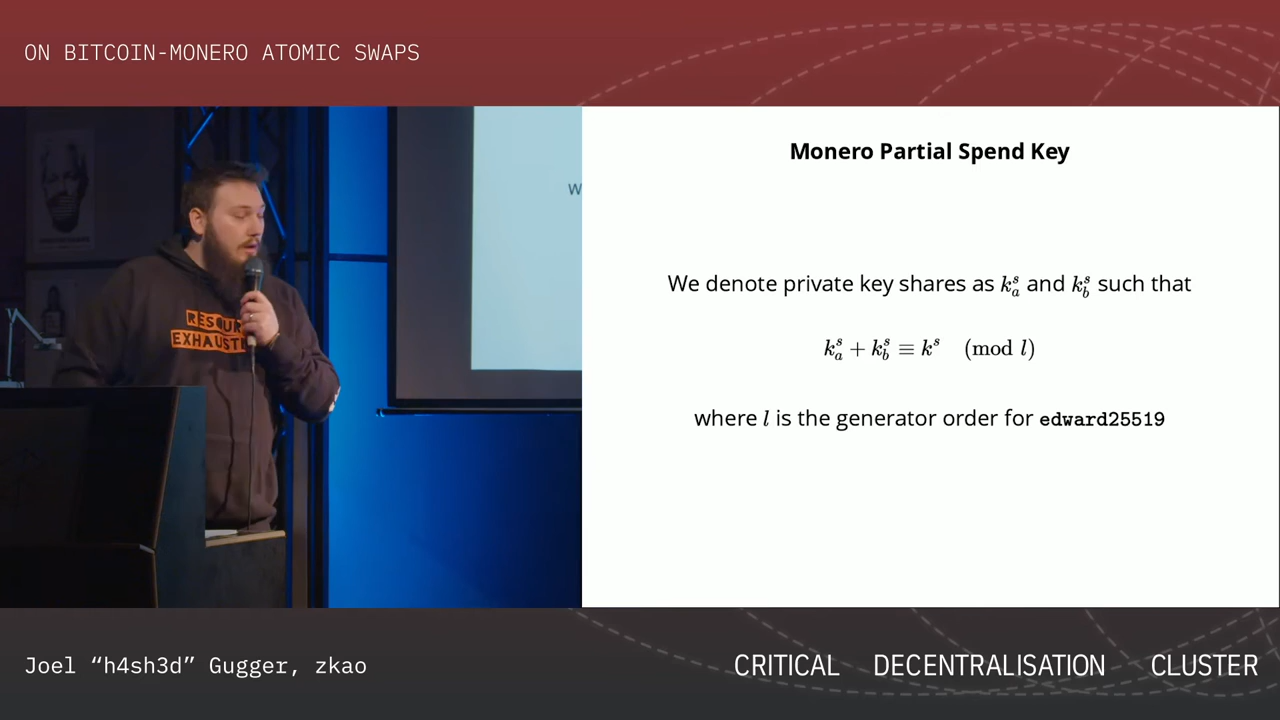 ON BITCOIN-MONERO ATOMIC SWAPS
Monero Partial Spend Key
We denote private key shares as $k_a^s$ and $k_b^s$ such that
$k_a^s + k_b^s \equiv k^s \pmod{l}$
where $l$ is the generator order for edward25519
W
Joel “h4sh3d” Gugger, zkao
CRITICAL DECENTRALISATION CLUSTER